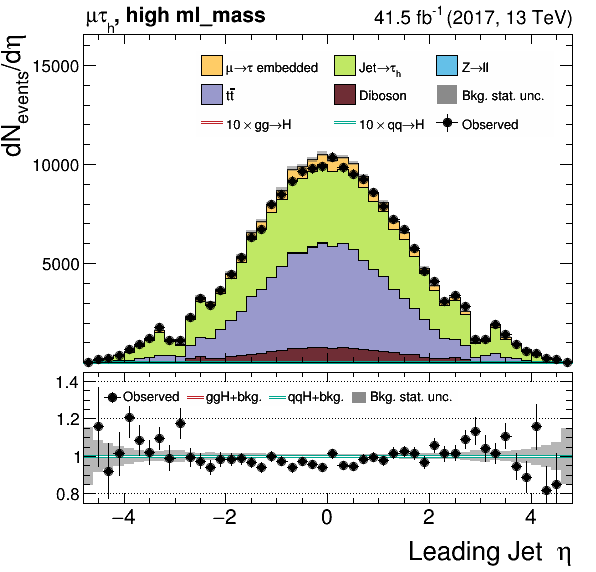 μτh, high ml_mass 41.5 fb-1 (2017, 13 TeV)
dNevents/dη
15000
10000
5000
μ→τ embedded Jet→τh Z→ll
tt̄ Diboson Bkg. stat. unc.
10 × gg→H 10 × qq→H Observed
1.4
1.2
1
0.8
Observed ggH+bkg. qqH+bkg. Bkg. stat. unc.
−4 −2 0 2 4
Leading Jet η